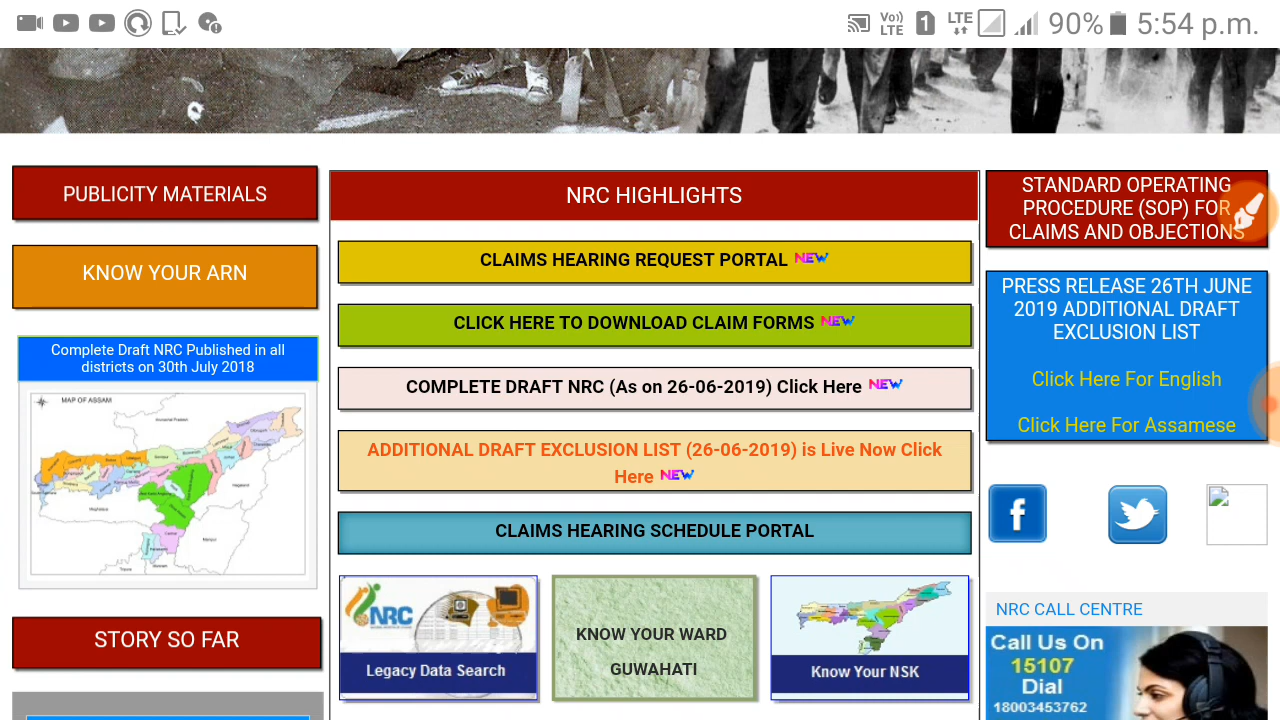 Vo)) LTE 1 LTE 90% 5:54 p.m.
PUBLICITY MATERIALS
KNOW YOUR ARN
Complete Draft NRC Published in all
districts on 30th July 2018
MAP OF ASSAM
STORY SO FAR
NRC HIGHLIGHTS
CLAIMS HEARING REQUEST PORTAL NEW
CLICK HERE TO DOWNLOAD CLAIM FORMS NEW
COMPLETE DRAFT NRC (As on 26-06-2019) Click Here NEW
ADDITIONAL DRAFT EXCLUSION LIST (26-06-2019) is Live Now Click
Here NEW
CLAIMS HEARING SCHEDULE PORTAL
NRC
Legacy Data Search
KNOW YOUR WARD
GUWAHATI
Know Your NSK
STANDARD OPERATING
PROCEDURE (SOP) FOR
CLAIMS AND OBJECTIONS
PRESS RELEASE 26TH JUNE
2019 ADDITIONAL DRAFT
EXCLUSION LIST
Click Here For English
Click Here For Assamese
f
NRC CALL CENTRE
Call Us On
15107
Dial
18003453762